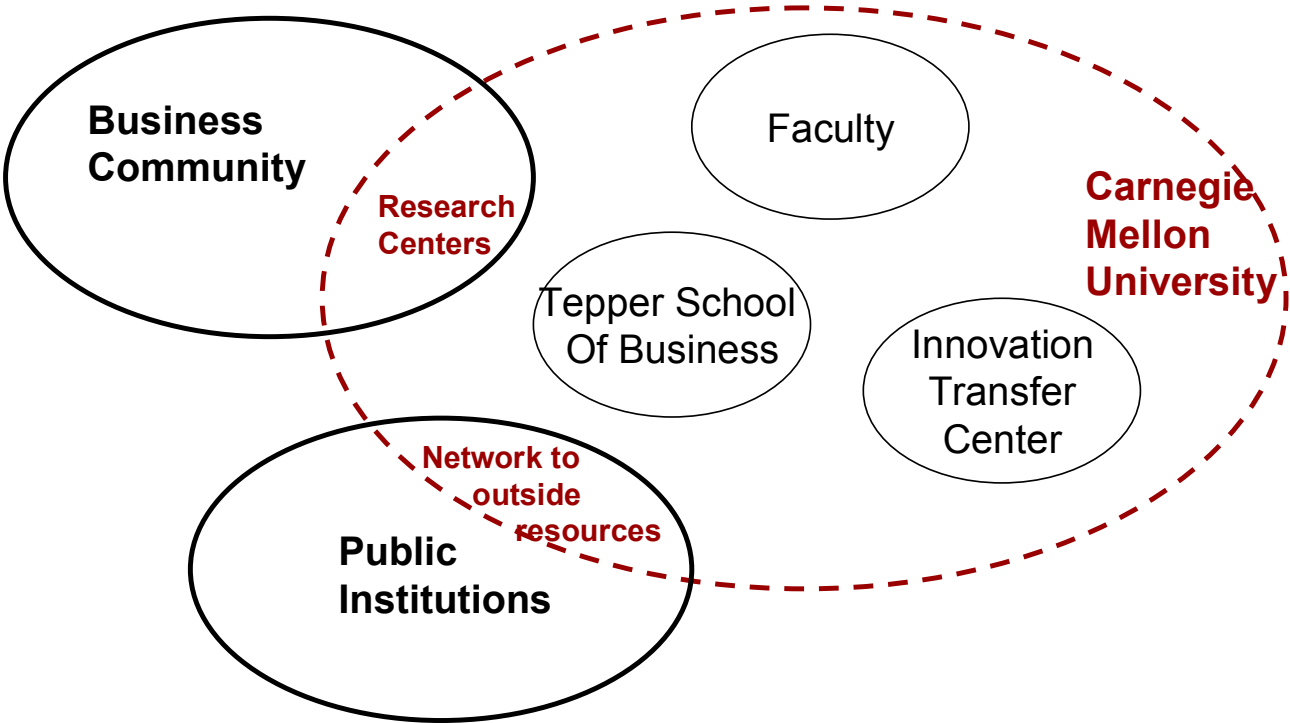 Business
Community
Research
Centers
Faculty
Carnegie
Mellon
University
Tepper School
Of Business
Innovation
Transfer
Center
Network to
outside
resources
Public
Institutions